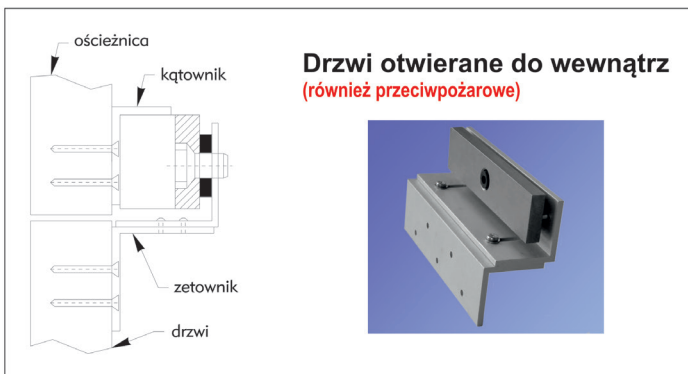 ościeżnica
kątownik
zetownik
drzwi
Drzwi otwierane do wewnątrz
(również przeciwpożarowe)